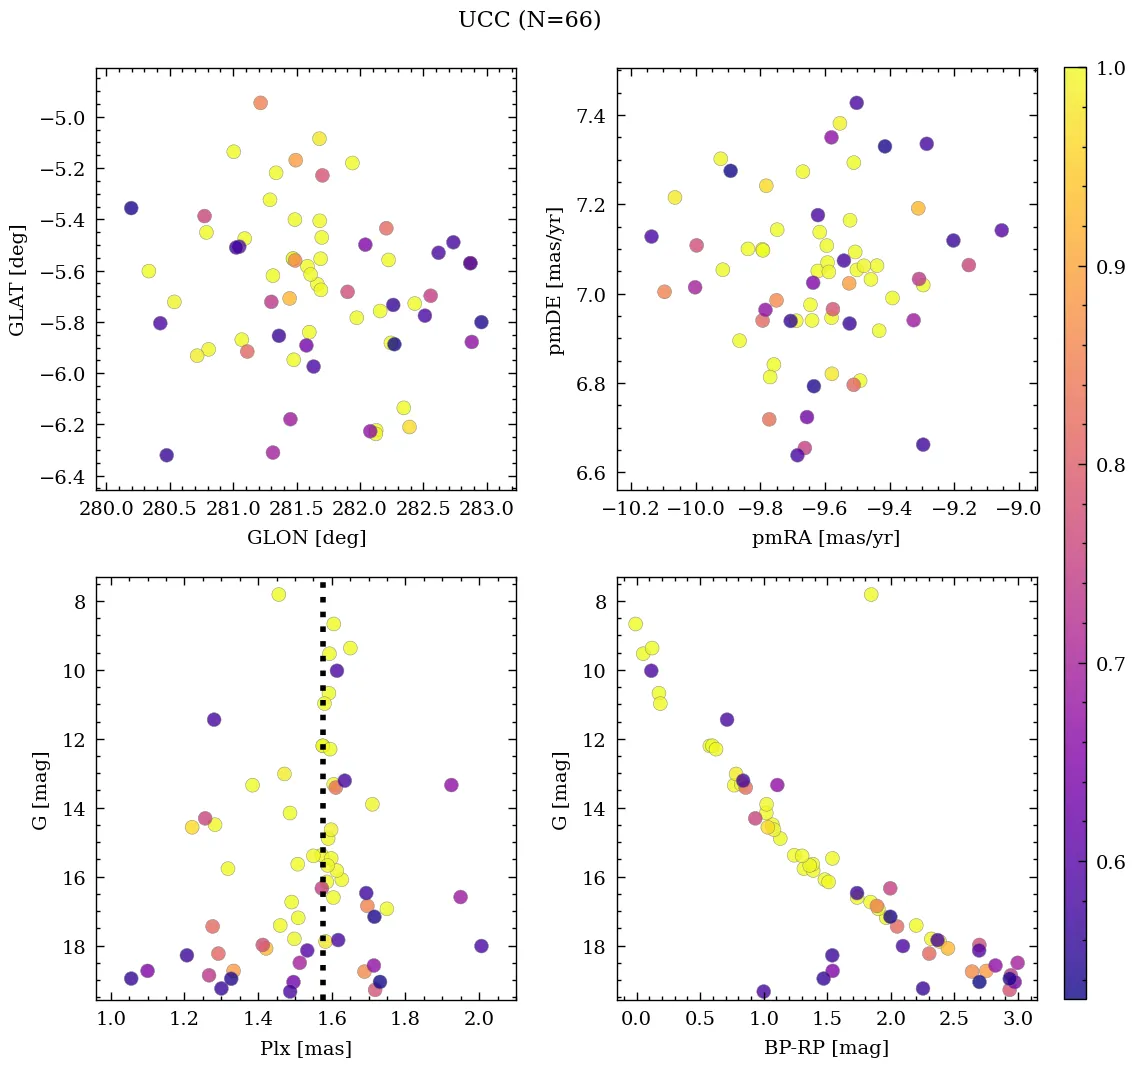 UCC (N=66)
−5.0
−5.2
−5.4
−5.6
−5.8
−6.0
−6.2
−6.4
GLAT [deg]
280.0 280.5 281.0 281.5 282.0 282.5 283.0
GLON [deg]
7.4
7.2
7.0
6.8
6.6
pmDE [mas/yr]
−10.2 −10.0 −9.8 −9.6 −9.4 −9.2 −9.0
pmRA [mas/yr]
1.0
0.9
0.8
0.7
0.6
8
10
12
14
16
18
G [mag]
1.0 1.2 1.4 1.6 1.8 2.0
Plx [mas]
8
10
12
14
16
18
G [mag]
0.0 0.5 1.0 1.5 2.0 2.5 3.0
BP-RP [mag]